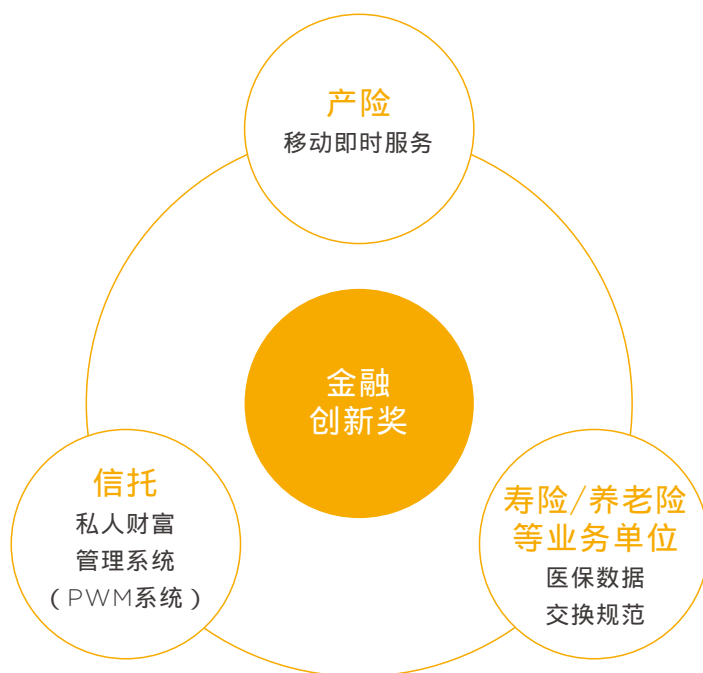 产险
移动即时服务
金融
创新奖
信托
私人财富
管理系统
（PWM系统）
寿险/养老险
等业务单位
医保数据
交换规范